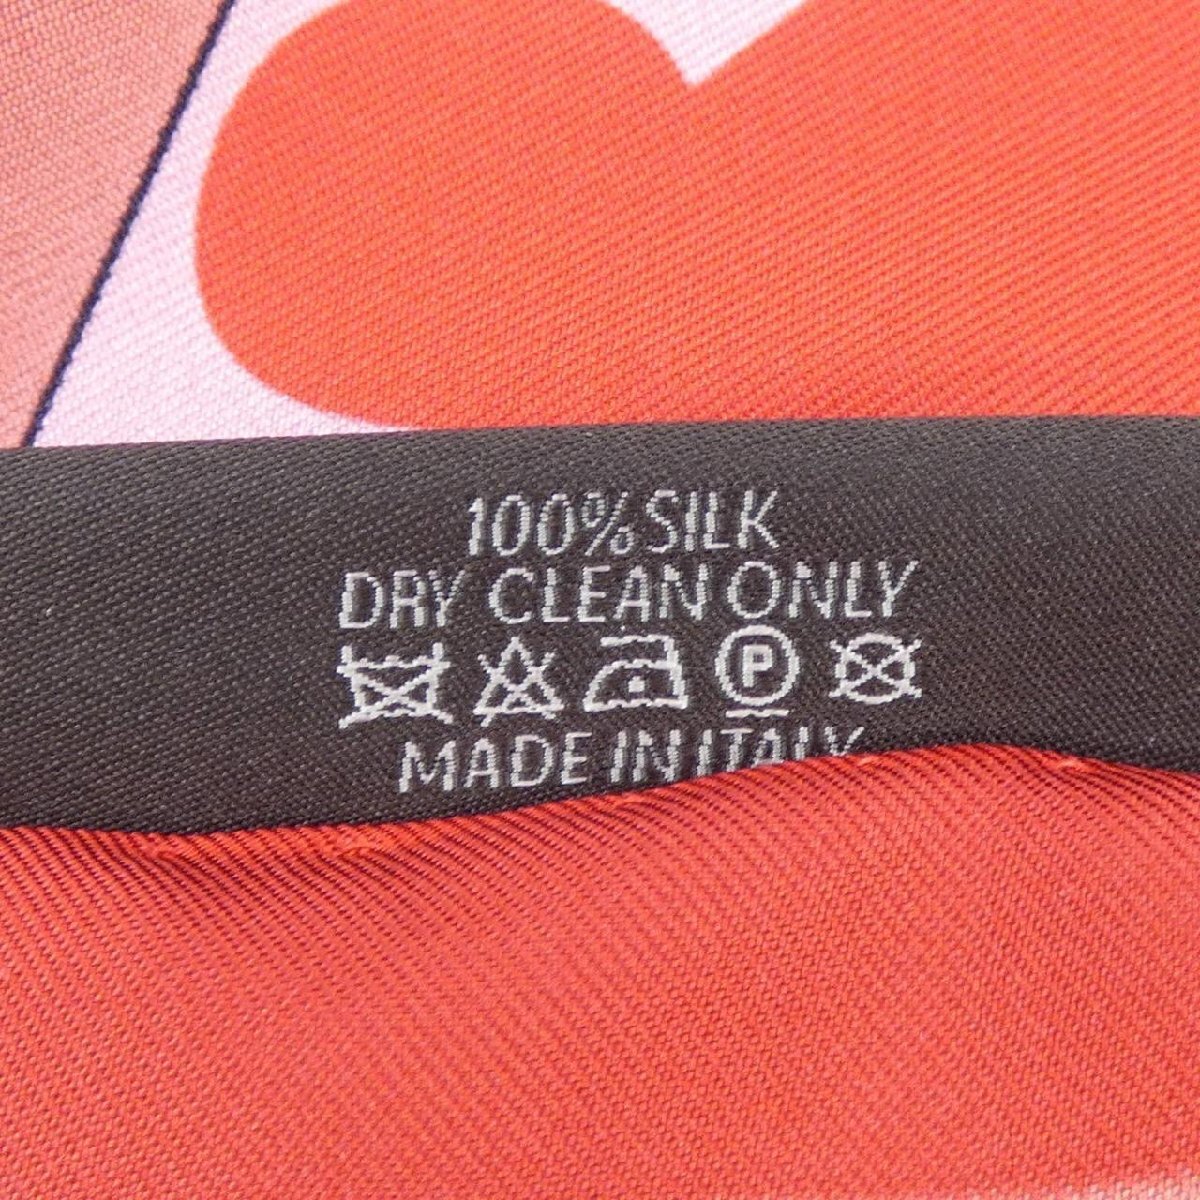 100% SILK
DRY CLEAN ONLY
P
MADE IN ITALY